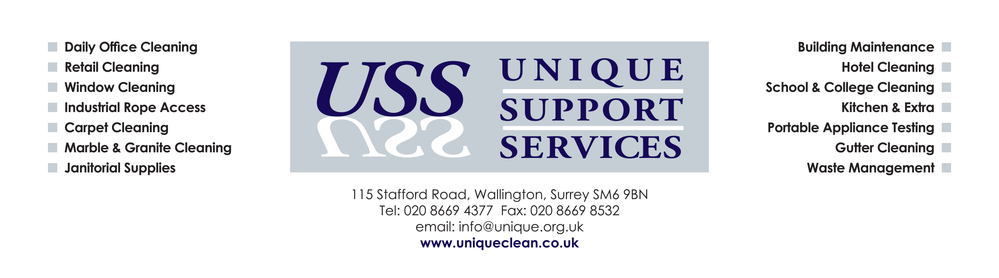 Daily Office Cleaning
Retail Cleaning
Window Cleaning
Industrial Rope Access
Carpet Cleaning
Marble & Granite Cleaning
Janitorial Supplies
USS
UNIQUE
SUPPORT
SERVICES
115 Stafford Road, Wallington, Surrey SM6 9BN
Tel: 020 8669 4377 Fax: 020 8669 8532
email: info@unique.org.uk
www.uniqueclean.co.uk
Building Maintenance
Hotel Cleaning
School & College Cleaning
Kitchen & Extra
Portable Appliance Testing
Gutter Cleaning
Waste Management